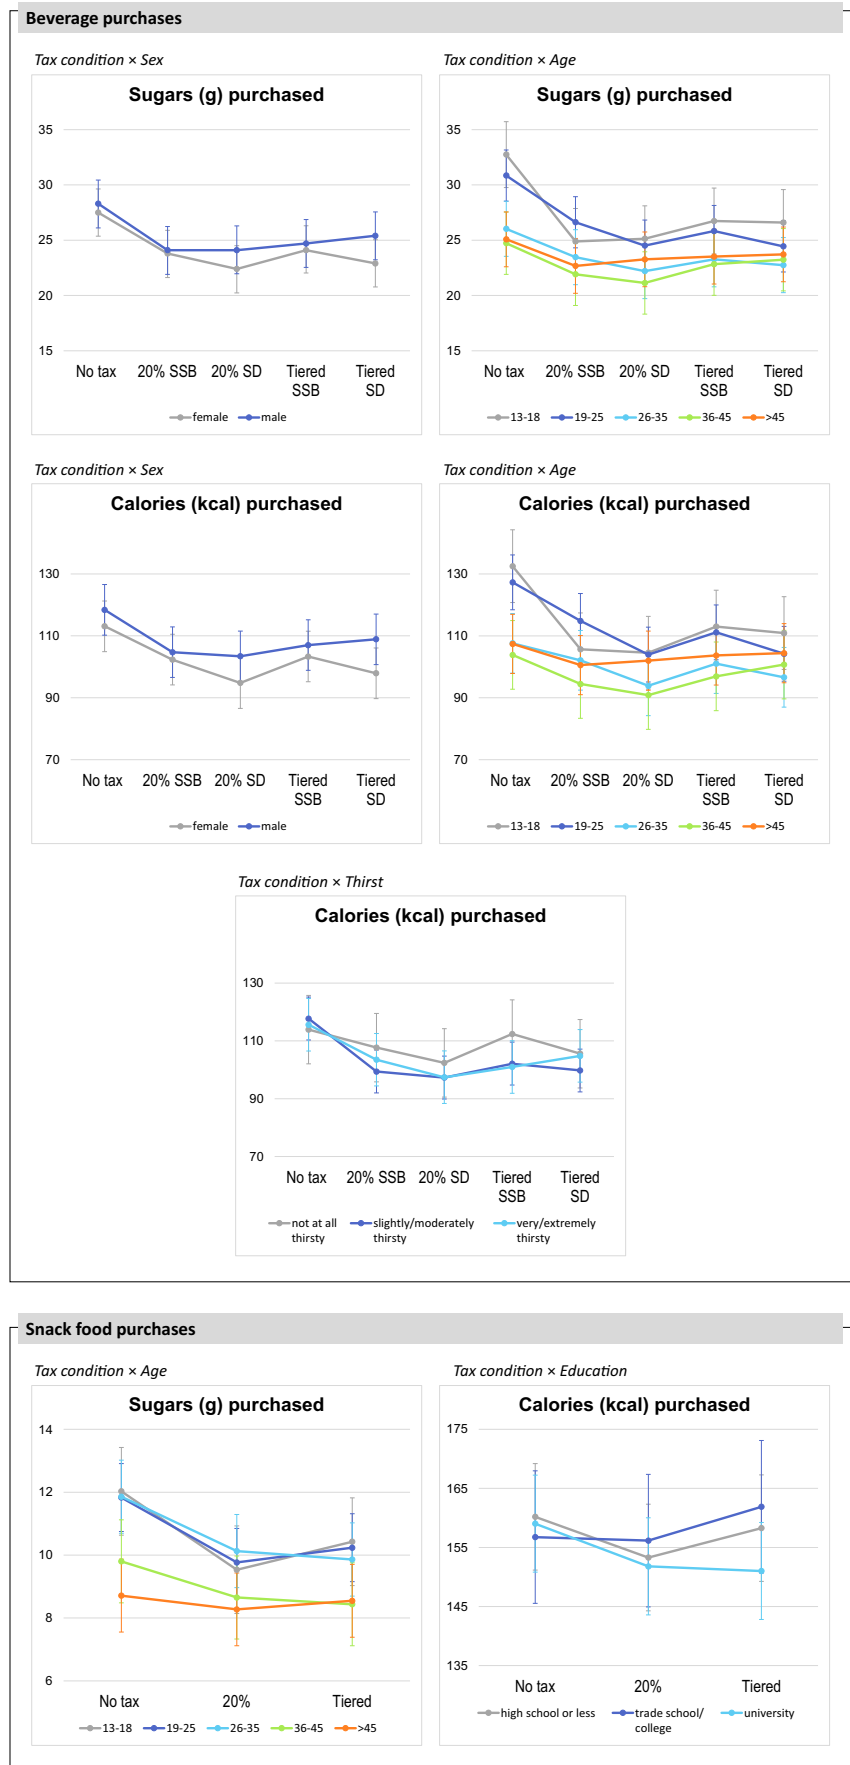 Beverage purchases
Tax condition × Sex
Sugars (g) purchased
35
30
25
20
15
No tax 20% SSB 20% SD Tiered SSB Tiered SD
female male
Tax condition × Age
Sugars (g) purchased
35
30
25
20
15
No tax 20% SSB 20% SD Tiered SSB Tiered SD
13-18 19-25 26-35 36-45 >45
Tax condition × Sex
Calories (kcal) purchased
130
110
90
70
No tax 20% SSB 20% SD Tiered SSB Tiered SD
female male
Tax condition × Age
Calories (kcal) purchased
130
110
90
70
No tax 20% SSB 20% SD Tiered SSB Tiered SD
13-18 19-25 26-35 36-45 >45
Tax condition × Thirst
Calories (kcal) purchased
130
110
90
70
No tax 20% SSB 20% SD Tiered SSB Tiered SD
not at all thirsty slightly/moderately thirsty very/extremely thirsty
Snack food purchases
Tax condition × Age
Sugars (g) purchased
14
12
10
8
6
No tax 20% Tiered
13-18 19-25 26-35 36-45 >45
Tax condition × Education
Calories (kcal) purchased
175
165
155
145
135
No tax 20% Tiered
high school or less trade school/ college university